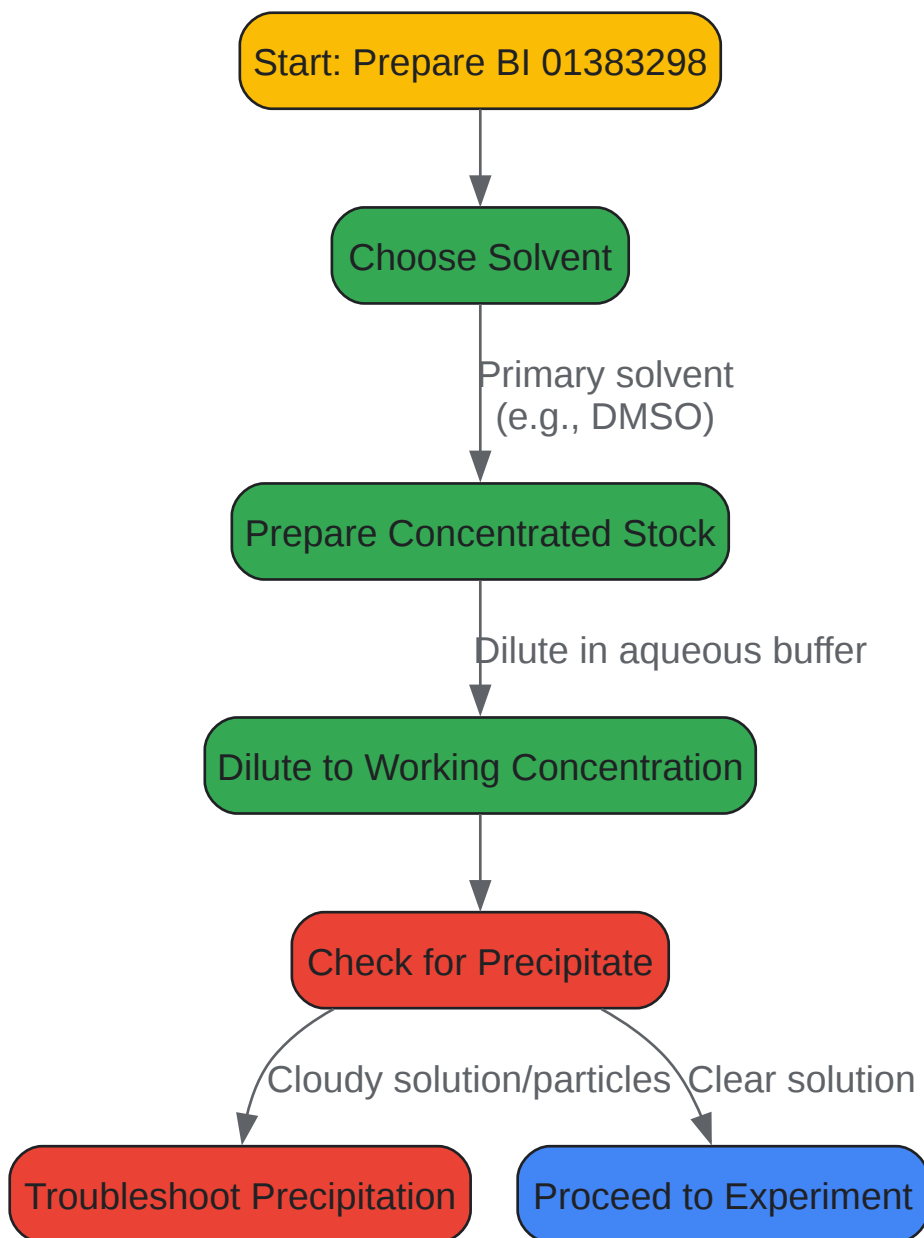 Start: Prepare BI 01383298
Choose Solvent
Primary solvent
(e.g., DMSO)
Prepare Concentrated Stock
Dilute in aqueous buffer
Dilute to Working Concentration
Check for Precipitate
Cloudy solution/particles
Clear solution
Troubleshoot Precipitation
Proceed to Experiment